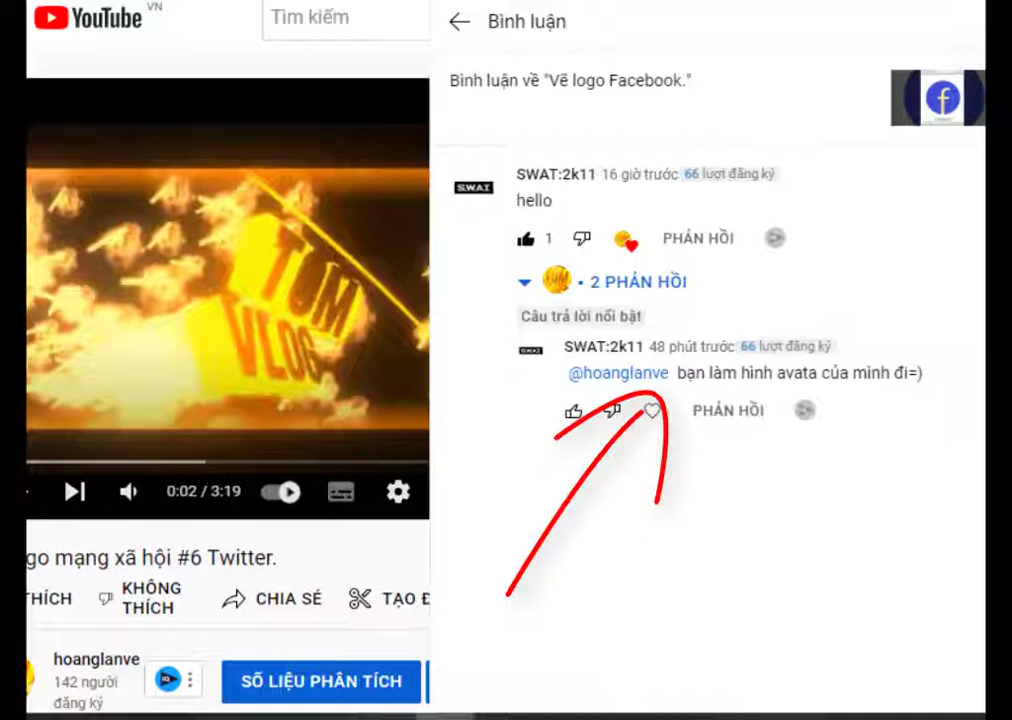 YouTube VN
Tìm kiếm
Bình luận
Bình luận về "Vẽ logo Facebook."
f
S.W.A.T
SWAT:2k11 16 giờ trước 66 lượt đăng ký
hello
1 PHẢN HỒI
2 PHẢN HỒI
Câu trả lời nổi bật
SWAT:2k11 48 phút trước 66 lượt đăng ký
@hoanglanve bạn làm hình avata của mình đi=)
PHẢN HỒI
TƯM
VLOG
0:02 / 3:19
go mạng xã hội #6 Twitter.
THÍCH
KHÔNG
THÍCH
CHIA SẺ
TẠO Đ
hoanglanve
142 người
đăng ký
SỐ LIỆU PHÂN TÍCH